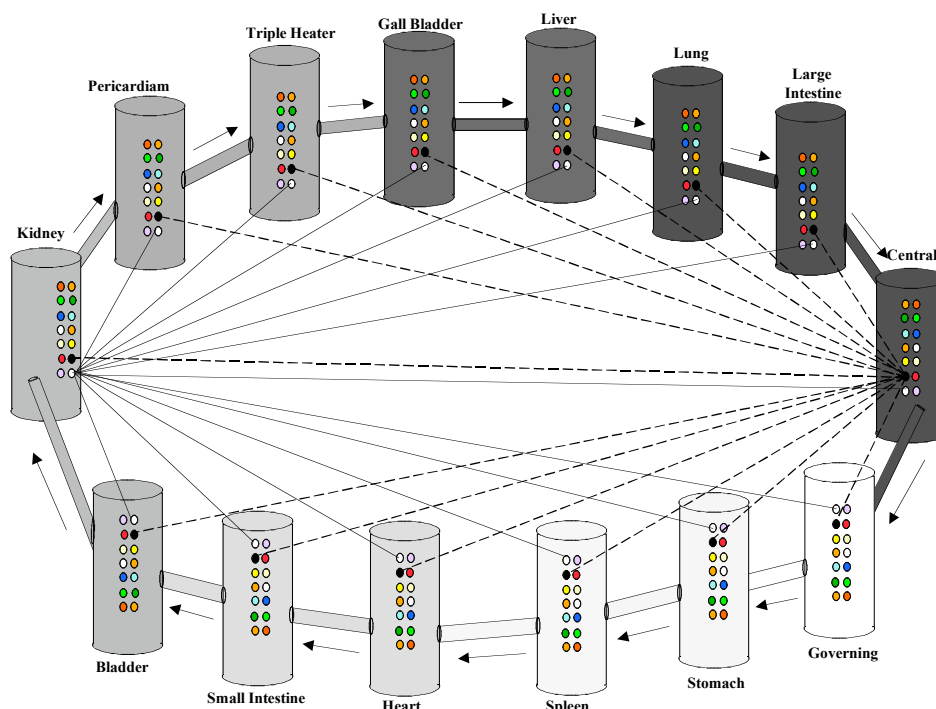 Liver
Gall Bladder
Triple Heater
Lung
Pericardiam
Large
Intestine
Kidney
Central
Governing
Bladder
Stomach
Small Intestine
Heart
Spleen